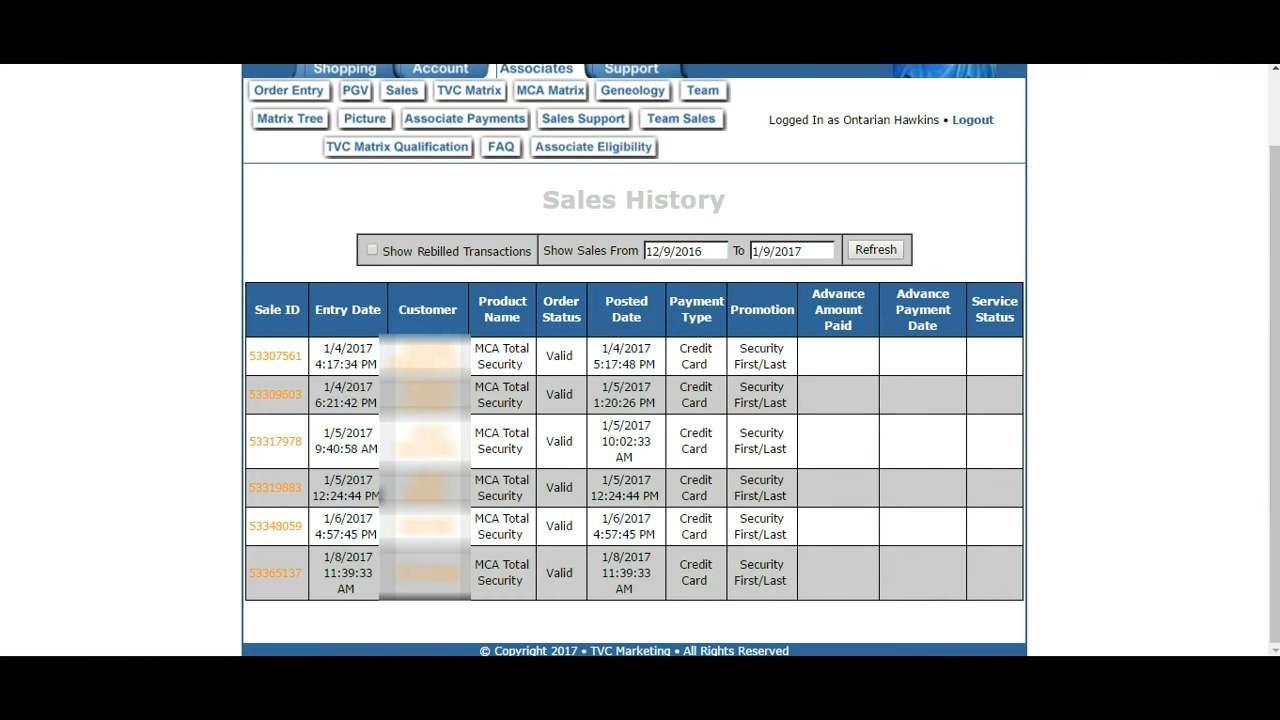 Shopping Account Associates Support
Order Entry PGV Sales TVC Matrix MCA Matrix Geneology Team
Matrix Tree Picture Associate Payments Sales Support Team Sales
Logged In as Ontarian Hawkins • Logout
TVC Matrix Qualification FAQ Associate Eligibility
Sales History
Show Rebilled Transactions Show Sales From 12/9/2016 To 1/9/2017 Refresh
Sale ID Entry Date Customer Product Name Order Status Posted Date Payment Type Promotion Advance Amount Paid Advance Payment Date Service Status
53307561 1/4/2017 4:17:34 PM MCA Total Security Valid 1/4/2017 5:17:48 PM Credit Card Security First/Last
53309603 1/4/2017 6:21:42 PM MCA Total Security Valid 1/5/2017 1:20:26 PM Credit Card Security First/Last
53317978 1/5/2017 9:40:58 AM MCA Total Security Valid 1/5/2017 10:02:33 AM Credit Card Security First/Last
53319883 1/5/2017 12:24:44 PM MCA Total Security Valid 1/5/2017 12:24:44 PM Credit Card Security First/Last
53348059 1/6/2017 4:57:45 PM MCA Total Security Valid 1/6/2017 4:57:45 PM Credit Card Security First/Last
53365137 1/8/2017 11:39:33 AM MCA Total Security Valid 1/8/2017 11:39:33 AM Credit Card Security First/Last
© Copyright 2017 • TVC Marketing • All Rights Reserved